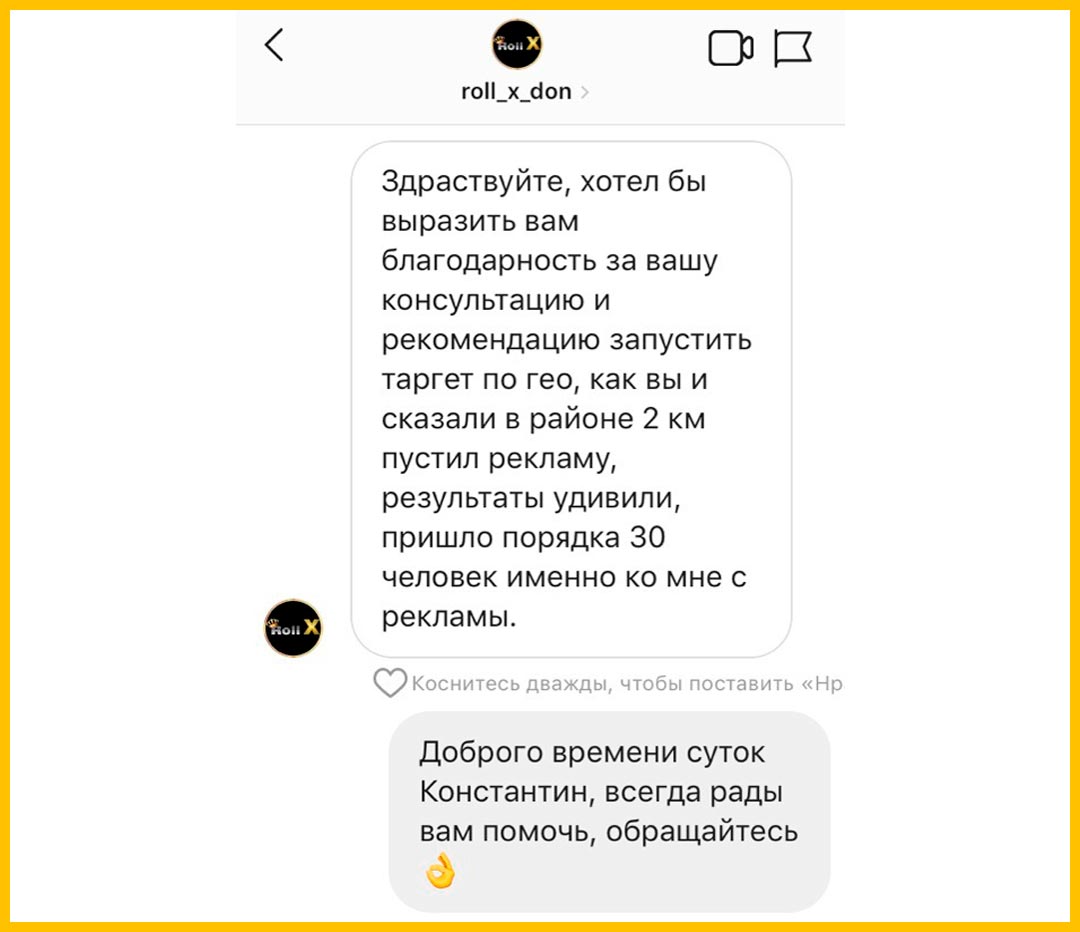 Roll X
roll_x_don
Здраствуйте, хотел бы
выразить вам
благодарность за вашу
консультацию и
рекомендацию запустить
таргет по гео, как вы и
сказали в районе 2 км
пустил рекламу,
результаты удивили,
пришло порядка 30
человек именно ко мне с
рекламы.
Roll X
Коснитесь дважды, чтобы поставить «Нр
Доброго времени суток
Константин, всегда рады
вам помочь, обращайтесь
👌